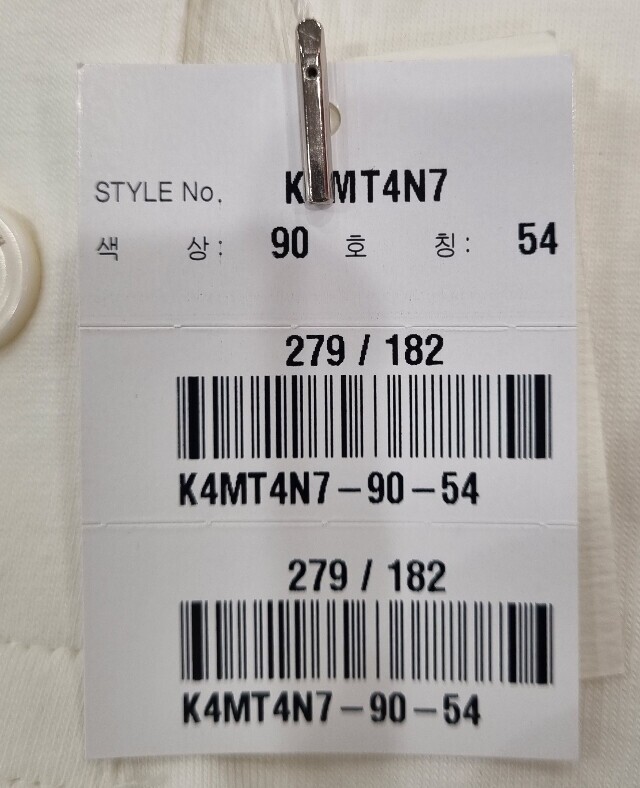 STYLE No. K4MT4N7
색 상: 90 호 칭: 54
279 / 182
K4MT4N7-90-54
279 / 182
K4MT4N7-90-54